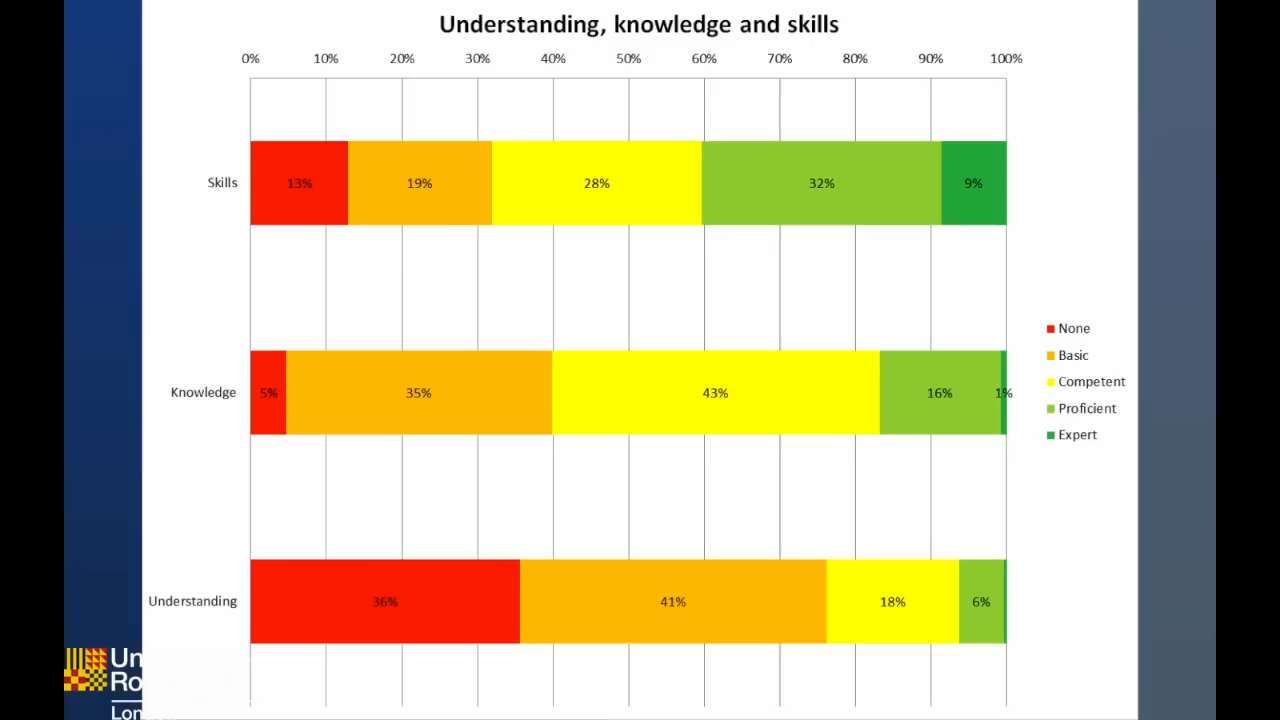 Understanding, knowledge and skills
0% 10% 20% 30% 40% 50% 60% 70% 80% 90% 100%
Skills 13% 19% 28% 32% 9%
None
Basic
Knowledge 5% 35% 43% 16% 1%
Competent
Proficient
Expert
Understanding 36% 41% 18% 6%